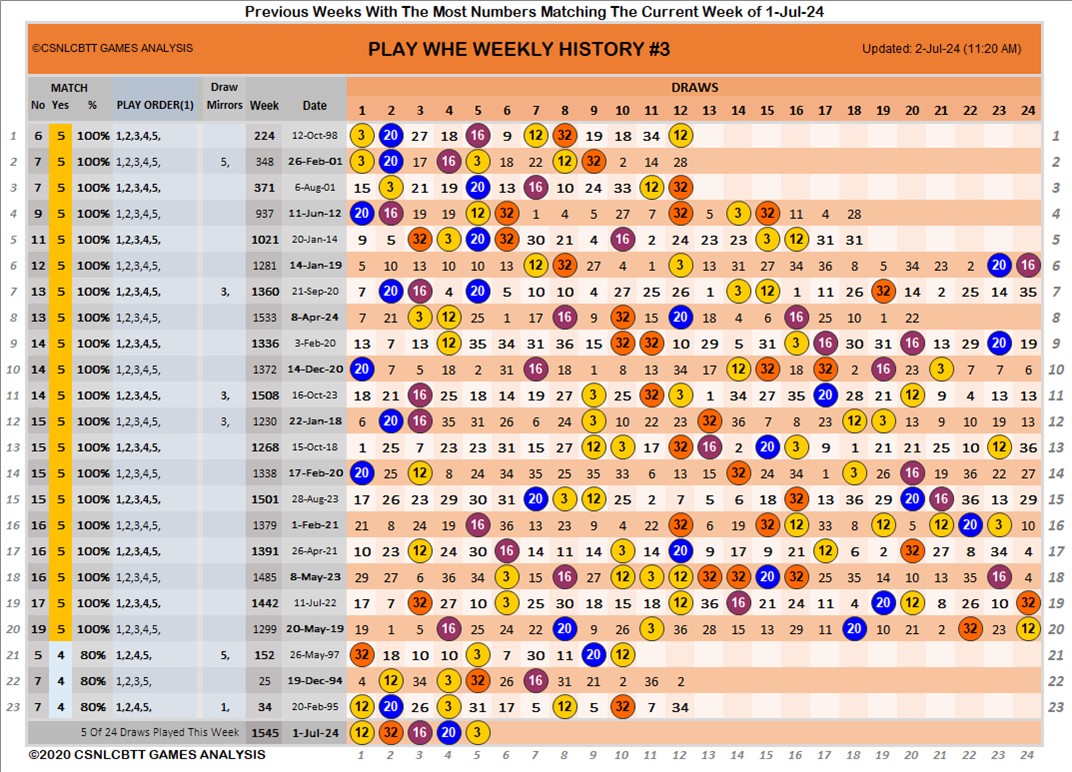 Previous Weeks With The Most Numbers Matching The Current Week of 1-Jul-24
©CSNLCBTT GAMES ANALYSIS PLAY WHE WEEKLY HISTORY #3 Updated: 2-Jul-24 (11:20 AM)
MATCH Draw DRAWS
No Yes % PLAY ORDER(1) Mirrors Week Date 1 2 3 4 5 6 7 8 9 10 11 12 13 14 15 16 17 18 19 20 21 22 23 24
1 6 5 100% 1,2,3,4,5, 224 12-Oct-98 3 20 27 18 16 9 12 32 19 18 34 12 1
2 7 5 100% 1,2,3,4,5, 5, 348 26-Feb-01 3 20 17 16 3 18 22 12 32 2 14 28 2
3 7 5 100% 1,2,3,4,5, 371 6-Aug-01 15 3 21 19 20 13 16 10 24 33 12 32 3
4 9 5 100% 1,2,3,4,5, 937 11-Jun-12 20 16 19 19 12 32 1 4 5 27 7 32 5 3 32 11 4 28 4
5 11 5 100% 1,2,3,4,5, 1021 20-Jan-14 9 5 32 3 20 32 30 21 4 16 2 24 23 23 3 12 31 31 5
6 12 5 100% 1,2,3,4,5, 1281 14-Jan-19 5 10 13 10 10 13 12 32 27 4 1 3 13 31 27 34 36 8 5 34 23 2 20 16 6
7 13 5 100% 1,2,3,4,5, 3, 1360 21-Sep-20 7 20 16 4 20 5 10 10 4 27 25 26 1 3 12 1 11 26 32 14 2 25 14 35 7
8 13 5 100% 1,2,3,4,5, 1533 8-Apr-24 7 21 3 12 25 1 17 16 9 32 15 20 18 4 6 16 25 10 1 22 8
9 14 5 100% 1,2,3,4,5, 1336 3-Feb-20 13 7 13 12 35 34 31 36 15 32 32 10 29 5 31 3 16 30 31 16 13 29 20 19 9
10 14 5 100% 1,2,3,4,5, 1372 14-Dec-20 20 7 5 18 2 31 16 18 1 8 13 34 17 12 32 18 32 2 16 21 3 7 7 6 10
11 14 5 100% 1,2,3,4,5, 3, 1508 16-Oct-23 18 21 16 25 18 14 19 27 3 25 32 3 1 34 27 35 20 28 21 12 9 4 13 13 11
12 15 5 100% 1,2,3,4,5, 3, 1230 22-Jan-18 6 20 16 35 31 26 6 34 3 10 22 23 32 36 7 8 23 12 3 13 9 10 19 13 12
13 15 5 100% 1,2,3,4,5, 1268 15-Oct-18 1 25 7 23 23 31 15 27 12 3 17 32 16 2 20 3 9 1 21 21 25 10 12 36 13
14 15 5 100% 1,2,3,4,5, 1338 17-Feb-20 20 25 12 8 24 34 35 25 35 33 6 13 15 32 24 34 1 3 26 16 19 36 22 27 14
15 15 5 100% 1,2,3,4,5, 1501 28-Aug-23 17 26 23 29 30 31 20 3 12 25 2 7 5 6 18 32 13 36 29 20 16 36 13 29 15
16 16 5 100% 1,2,3,4,5, 1379 1-Feb-21 21 8 24 19 16 36 13 23 9 4 22 32 6 19 32 12 33 8 12 5 12 20 3 10 16
17 16 5 100% 1,2,3,4,5, 1391 26-Apr-21 10 23 12 24 30 16 14 11 14 3 14 20 9 17 9 21 12 6 2 32 27 8 34 4 17
18 16 5 100% 1,2,3,4,5, 1485 8-May-23 29 27 6 36 34 3 15 16 27 12 3 12 32 32 20 32 25 35 14 10 13 35 16 4 18
19 17 5 100% 1,2,3,4,5, 1442 11-Jul-22 17 7 32 27 10 3 25 30 18 15 18 12 36 16 21 24 11 4 20 12 8 26 10 32 19
20 19 5 100% 1,2,3,4,5, 1299 20-May-19 19 1 5 16 25 24 22 20 9 26 3 36 28 15 13 29 11 20 10 21 2 32 23 12 20
21 5 4 80% 1,2,4,5, 5, 152 26-May-97 32 18 10 10 3 7 30 11 20 12 21
22 7 4 80% 1,2,3,5, 25 19-Dec-94 4 12 34 3 32 26 16 31 21 2 36 2 22
23 7 4 80% 1,2,4,5, 1, 34 20-Feb-95 12 20 26 3 31 17 5 12 5 32 7 34 23
5 Of 24 Draws Played This Week 1545 1-Jul-24 12 32 16 20 3
©2020 CSNLCBTT GAMES ANALYSIS 1 2 3 4 5 6 7 8 9 10 11 12 13 14 15 16 17 18 19 20 21 22 23 24